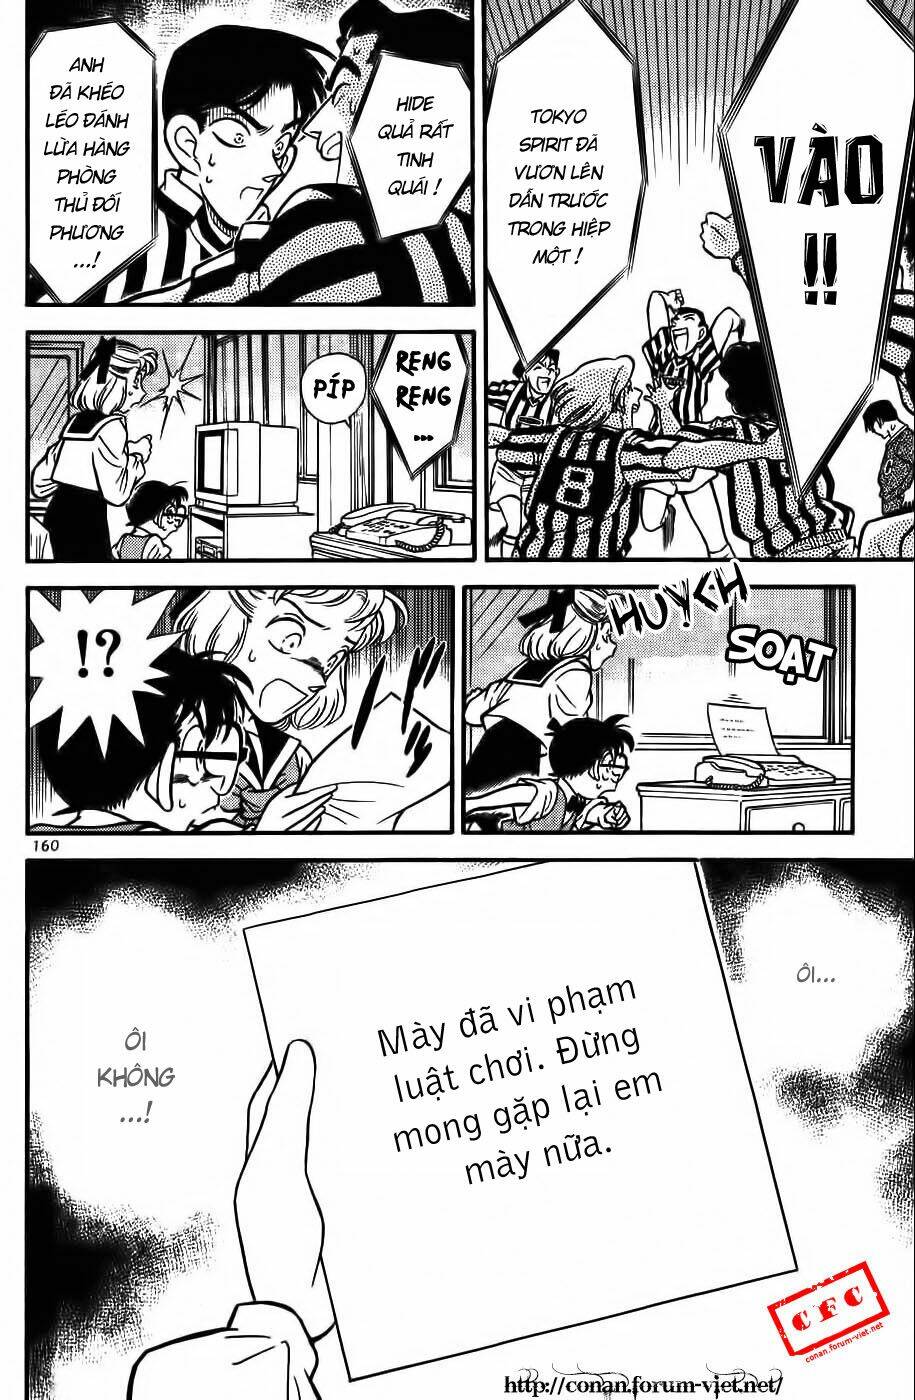 VÀO
!!
TOKYO
SPIRIT ĐÃ
VƯƠN LÊN
DẪN TRƯỚC
TRONG HIỆP
MỘT !
HIDE
QUẢ RẤT
TINH
QUÁI !
ANH
ĐÃ KHÉO
LÉO ĐÁNH
LỪA HÀNG
PHÒNG
THỦ ĐỐI
PHƯƠNG
...!
8
RENG
RENG
...
PÍP
HUỴCH
SOẠT
!?
160
ÔI...
Mày đã vi phạm
luật chơi. Đừng
mong gặp lại em
mày nữa.
ÔI
KHÔNG
...!
CFC
conan.forum-viet.net
http://conan.forum-viet.net/